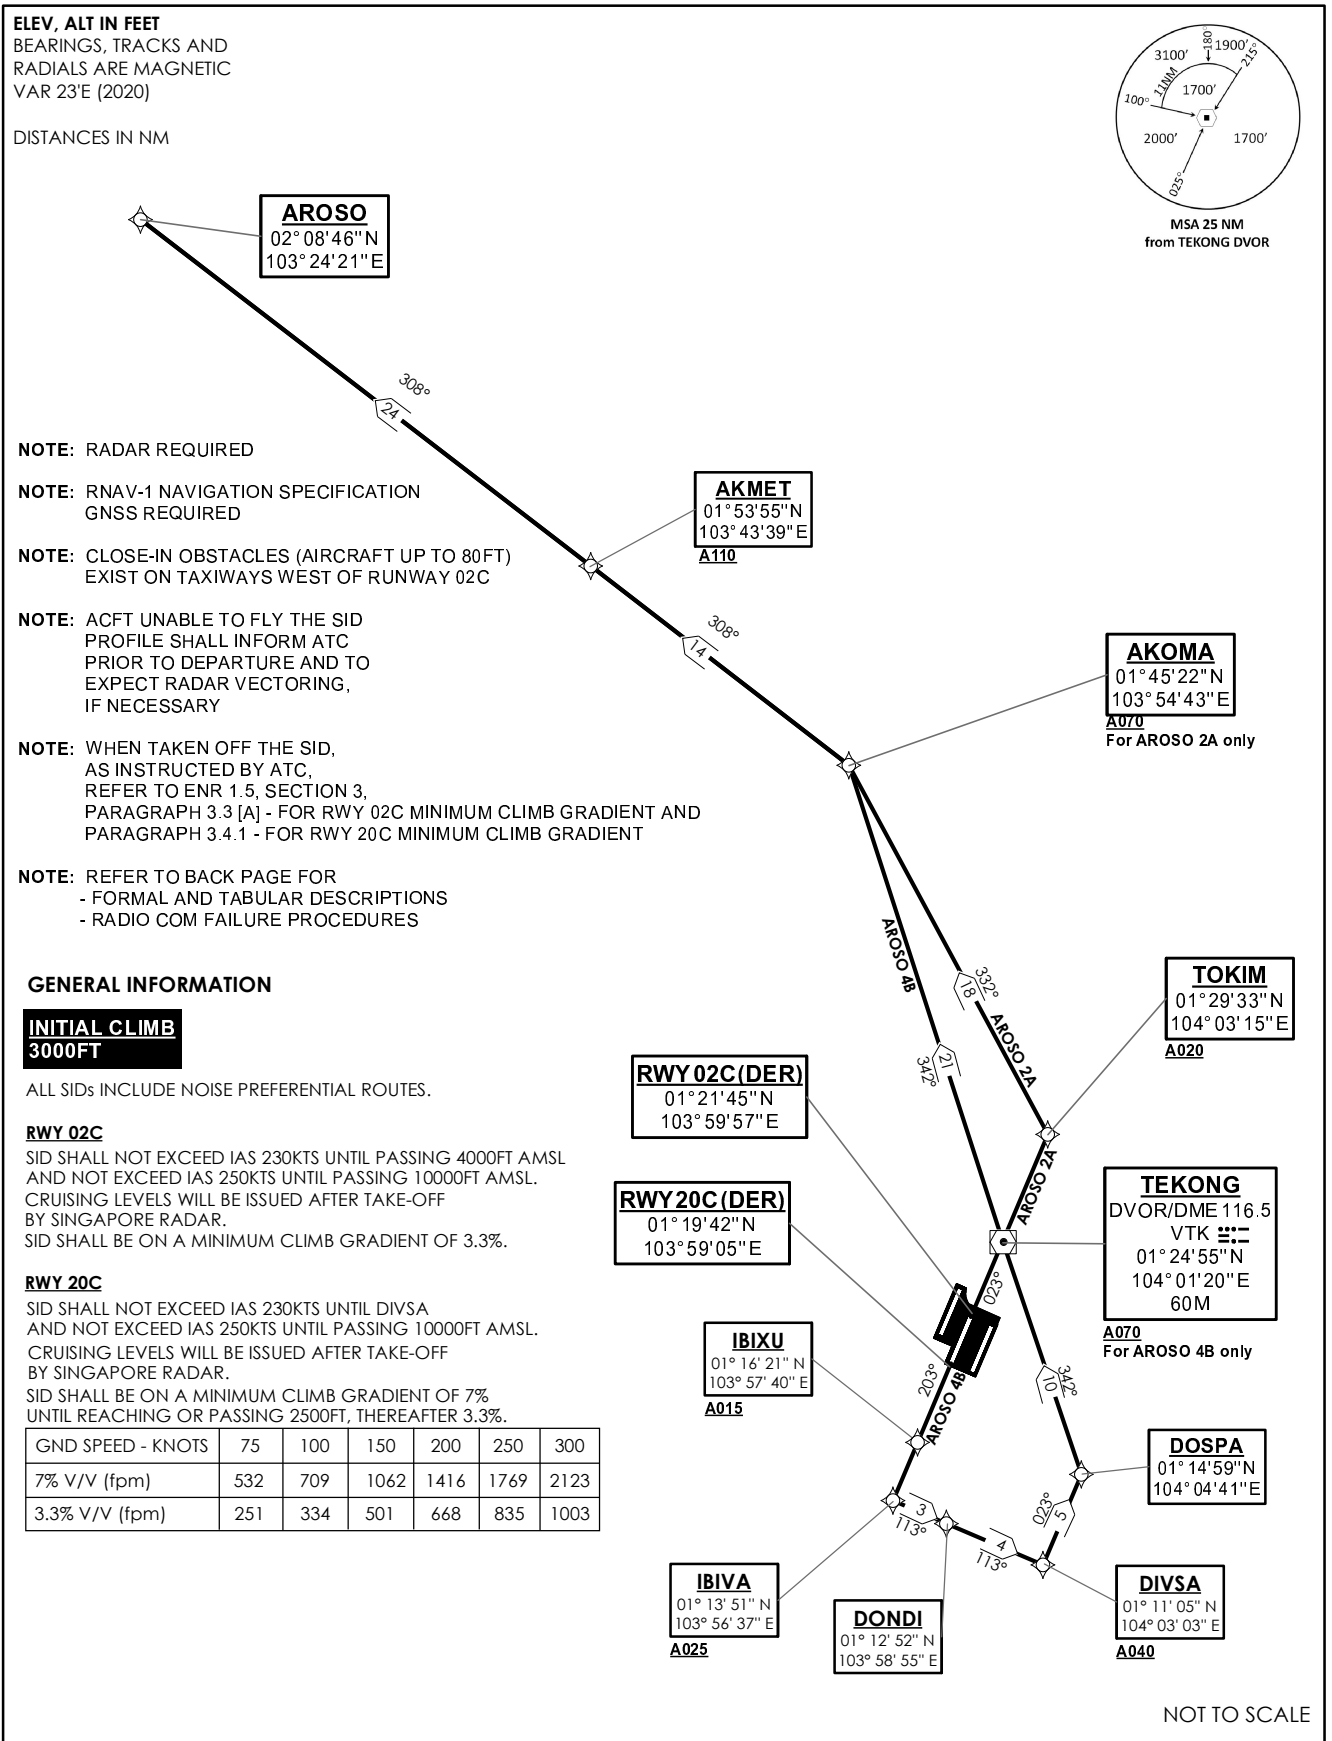 ELEV, ALT IN FEET
BEARINGS, TRACKS AND
RADIALS ARE MAGNETIC
VAR 23'E (2020)
DISTANCES IN NM
3100'
180°
1900'
215°
11NM
1700'
100°
2000'
1700'
025°
MSA 25 NM
from TEKONG DVOR
AROSO
02° 08'46"N
103°24'21"E
308°
24
NOTE: RADAR REQUIRED
NOTE: RNAV-1 NAVIGATION SPECIFICATION
GNSS REQUIRED
NOTE: CLOSE-IN OBSTACLES (AIRCRAFT UP TO 80FT)
EXIST ON TAXIWAYS WEST OF RUNWAY 02C
NOTE: ACFT UNABLE TO FLY THE SID
PROFILE SHALL INFORM ATC
PRIOR TO DEPARTURE AND TO
EXPECT RADAR VECTORING,
IF NECESSARY
NOTE: WHEN TAKEN OFF THE SID,
AS INSTRUCTED BY ATC,
REFER TO ENR 1.5, SECTION 3,
PARAGRAPH 3.3 [A] - FOR RWY 02C MINIMUM CLIMB GRADIENT AND
PARAGRAPH 3.4.1 - FOR RWY 20C MINIMUM CLIMB GRADIENT
NOTE: REFER TO BACK PAGE FOR
- FORMAL AND TABULAR DESCRIPTIONS
- RADIO COM FAILURE PROCEDURES
AKMET
01°53'55"N
103°43'39"E
A110
308°
14
AKOMA
01°45'22"N
103°54'43"E
A070
For AROSO 2A only
AROSO 4B
332°
18
AROSO 2A
21
342°
TOKIM
01°29'33"N
104°03'15"E
A020
GENERAL INFORMATION
INITIAL CLIMB
3000FT
ALL SIDs INCLUDE NOISE PREFERENTIAL ROUTES.
RWY 02C
SID SHALL NOT EXCEED IAS 230KTS UNTIL PASSING 4000FT AMSL
AND NOT EXCEED IAS 250KTS UNTIL PASSING 10000FT AMSL.
CRUISING LEVELS WILL BE ISSUED AFTER TAKE-OFF
BY SINGAPORE RADAR.
SID SHALL BE ON A MINIMUM CLIMB GRADIENT OF 3.3%.
RWY 20C
SID SHALL NOT EXCEED IAS 230KTS UNTIL DIVSA
AND NOT EXCEED IAS 250KTS UNTIL PASSING 10000FT AMSL.
CRUISING LEVELS WILL BE ISSUED AFTER TAKE-OFF
BY SINGAPORE RADAR.
SID SHALL BE ON A MINIMUM CLIMB GRADIENT OF 7%
UNTIL REACHING OR PASSING 2500FT, THEREAFTER 3.3%.
GND SPEED - KNOTS 75 100 150 200 250 300
7% V/V (fpm) 532 709 1062 1416 1769 2123
3.3% V/V (fpm) 251 334 501 668 835 1003
RWY 02C(DER)
01°21'45"N
103°59'57"E
RWY 20C(DER)
01°19'42"N
103°59'05"E
AROSO 2A
TEKONG
DVOR/DME 116.5
VTK
01°24'55"N
104°01'20"E
60M
A070
For AROSO 4B only
023°
IBIXU
01° 16' 21" N
103° 57' 40" E
A015
203°
AROSO 4B
342°
10
DOSPA
01°14'59"N
104°04'41"E
3
113°
4
113°
023°
5
IBIVA
01° 13' 51" N
103° 56' 37" E
A025
DONDI
01° 12' 52" N
103° 58' 55" E
DIVSA
01° 11' 05" N
104° 03' 03" E
A040
NOT TO SCALE